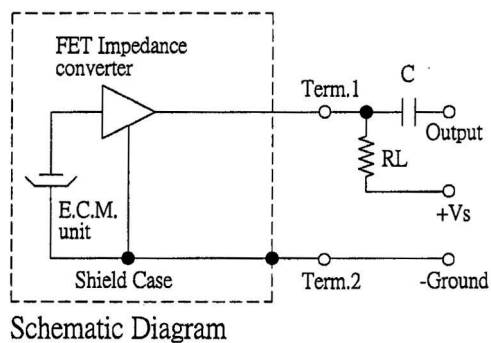 FET Impedance
converter
Term.1
C
Output
RL
E.C.M.
unit
+Vs
Shield Case
Term.2
-Ground
Schematic Diagram